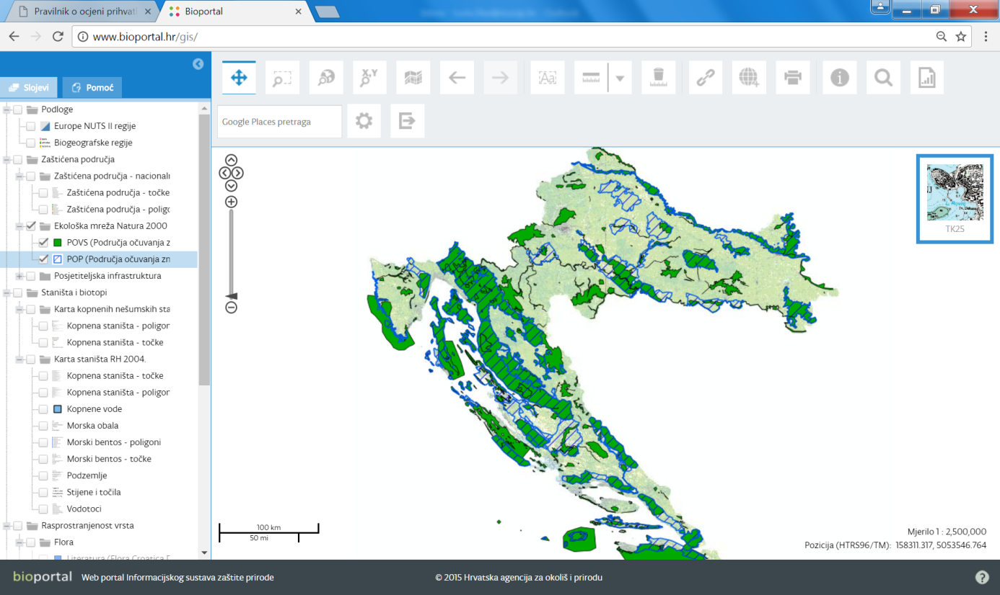 Pravilnik o ocjeni prihvati
Bioportal
www.bioportal.hr/gis/
Slojevi
Pomoć
X,Y
Aa
Google Places pretraga
Podloge
Europe NUTS II regije
Biogeografske regije
Zaštićena područja
Zaštićena područja - nacionaln
Zaštićena područja - točke
Zaštićena područja - poligo
Ekološka mreža Natura 2000
POVS (Područja očuvanja z
POP (Područja očuvanja zn
Posjetiteljska infrastruktura
Staništa i biotopi
Karta kopnenih nešumskih sta
Kopnena staništa - poligor
Kopnena staništa - točke
Karta staništa RH 2004.
Kopnena staništa - točke
Kopnena staništa - poligor
Kopnene vode
Morska obala
Morski bentos - poligoni
Morski bentos - točke
Podzemlje
Stijene i točila
Vodotoci
Rasprostranjenost vrsta
Flora
Literatura (Flora Croatica
TK25
100 km
50 mi
Mjerilo 1 : 2,500,000
Pozicija (HTRS96/TM): 158311.317, 5053546.764
bioportal Web portal Informacijskog sustava zaštite prirode
© 2015 Hrvatska agencija za okoliš i prirodu
?